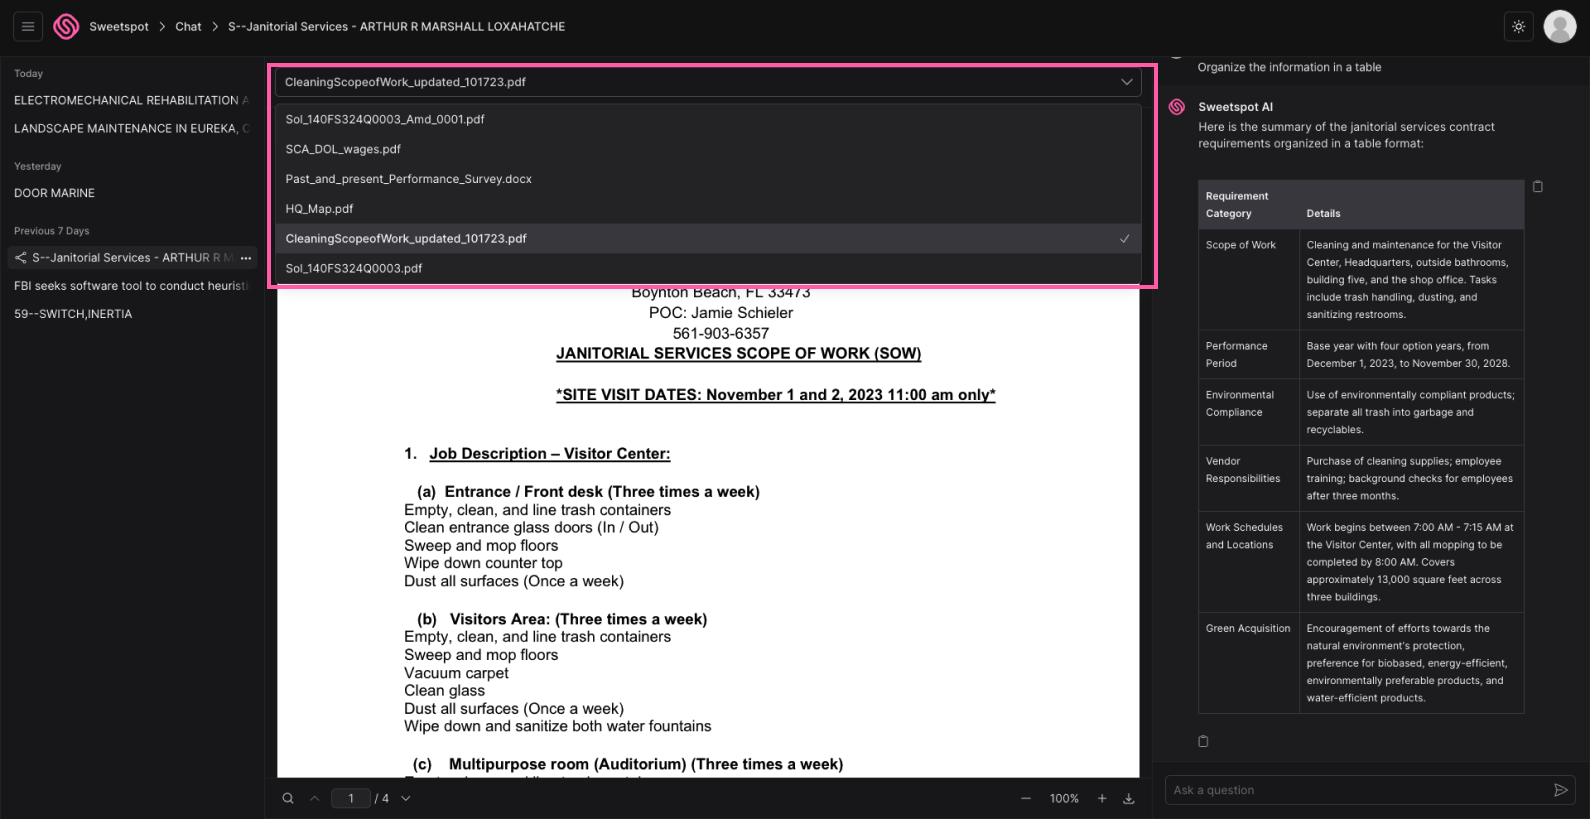 Sweetspot > Chat > S--Janitorial Services - ARTHUR R MARSHALL LOXAHATCHE
Today
ELECTROMECHANICAL REHABILITATION A
LANDSCAPE MAINTENANCE IN EUREKA, C
Yesterday
DOOR MARINE
Previous 7 Days
S--Janitorial Services - ARTHUR R M ...
FBI seeks software tool to conduct heuristi
59--SWITCH,INERTIA
CleaningScopeofWork_updated_101723.pdf
Sol_140FS324Q0003_Amd_0001.pdf
SCA_DOL_wages.pdf
Past_and_present_Performance_Survey.docx
HQ_Map.pdf
CleaningScopeofWork_updated_101723.pdf
Sol_140FS324Q0003.pdf
Boynton Beach, FL 33473
POC: Jamie Schieler
561-903-6357
JANITORIAL SERVICES SCOPE OF WORK (SOW)
*SITE VISIT DATES: November 1 and 2, 2023 11:00 am only*
1. Job Description – Visitor Center:
(a) Entrance / Front desk (Three times a week)
Empty, clean, and line trash containers
Clean entrance glass doors (In / Out)
Sweep and mop floors
Wipe down counter top
Dust all surfaces (Once a week)
(b) Visitors Area: (Three times a week)
Empty, clean, and line trash containers
Sweep and mop floors
Vacuum carpet
Clean glass
Dust all surfaces (Once a week)
Wipe down and sanitize both water fountains
(c) Multipurpose room (Auditorium) (Three times a week)
1 / 4
100%
Organize the information in a table
Sweetspot AI
Here is the summary of the janitorial services contract
requirements organized in a table format:
Requirement
Category
Details
Scope of Work
Cleaning and maintenance for the Visitor
Center, Headquarters, outside bathrooms,
building five, and the shop office. Tasks
include trash handling, dusting, and
sanitizing restrooms.
Performance
Period
Base year with four option years, from
December 1, 2023, to November 30, 2028.
Environmental
Compliance
Use of environmentally compliant products;
separate all trash into garbage and
recyclables.
Vendor
Responsibilities
Purchase of cleaning supplies; employee
training; background checks for employees
after three months.
Work Schedules
and Locations
Work begins between 7:00 AM - 7:15 AM at
the Visitor Center, with all mopping to be
completed by 8:00 AM. Covers
approximately 13,000 square feet across
three buildings.
Green Acquisition
Encouragement of efforts towards the
natural environment's protection,
preference for biobased, energy-efficient,
environmentally preferable products, and
water-efficient products.
Ask a question